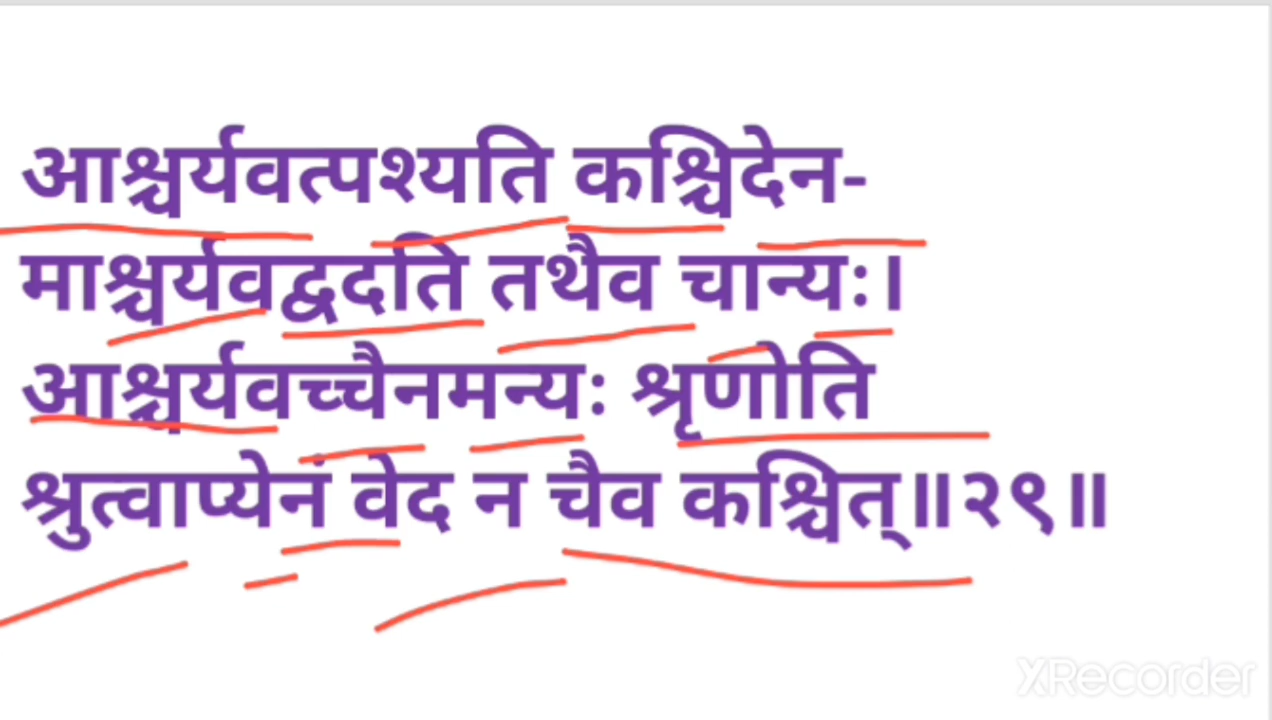 आश्चर्यवत्पश्यति कश्चिदेन-
माश्चर्यवद्वदति तथैव चान्यः।
आश्चर्यवच्चैनमन्यः श्रृणोति
श्रुत्वाप्येनं वेद न चैव कश्चित्॥२९॥
XRecorder